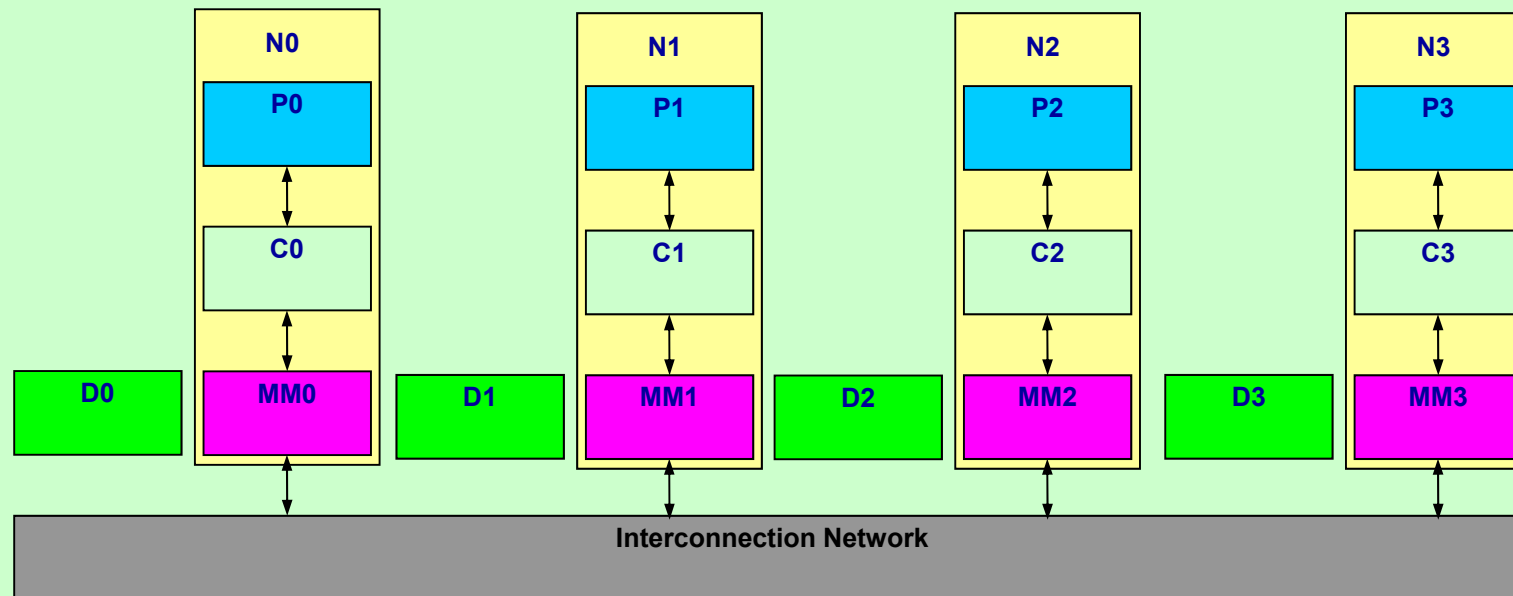 N0
N1
N2
N3
P0
P1
P2
P3
C0
C1
C2
C3
D0
MM0
D1
MM1
D2
MM2
D3
MM3
Interconnection Network